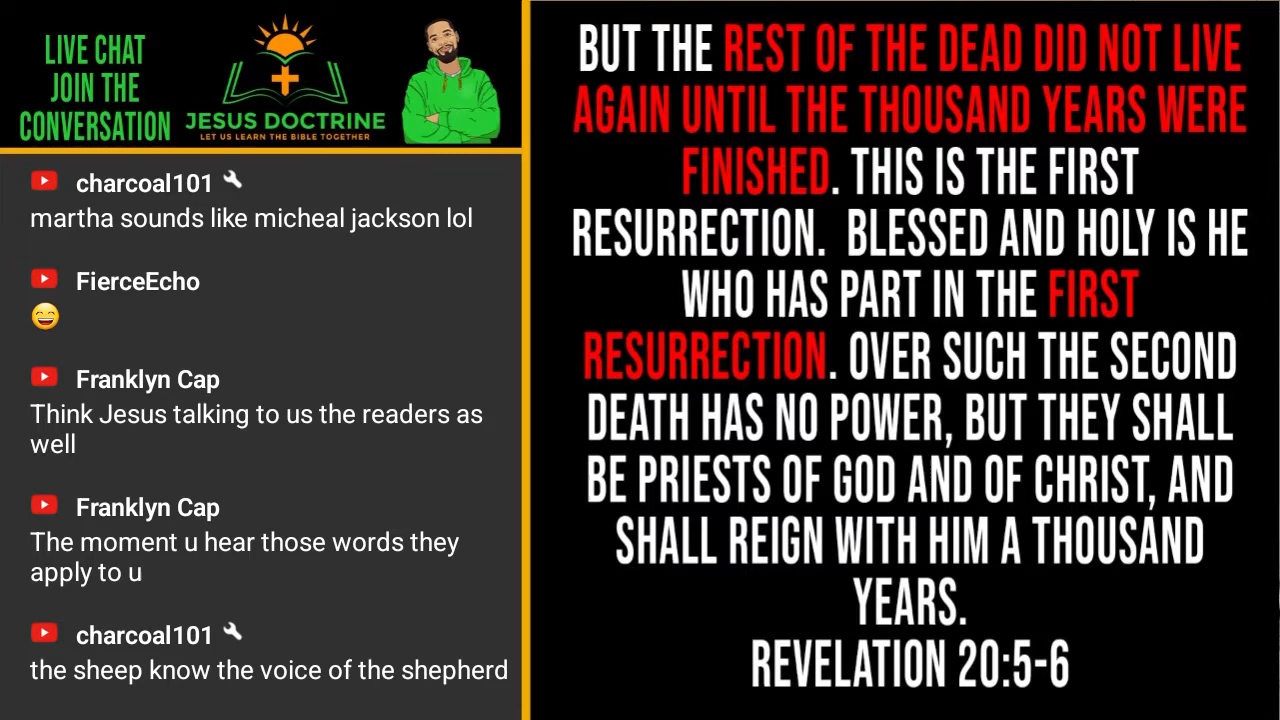 LIVE CHAT
JOIN THE
CONVERSATION
JESUS DOCTRINE
LET US LEARN THE BIBLE TOGETHER
charcoal101
martha sounds like micheal jackson lol
FierceEcho
😄
Franklyn Cap
Think Jesus talking to us the readers as
well
Franklyn Cap
The moment u hear those words they
apply to u
charcoal101
the sheep know the voice of the shepherd
BUT THE REST OF THE DEAD DID NOT LIVE
AGAIN UNTIL THE THOUSAND YEARS WERE
FINISHED. THIS IS THE FIRST
RESURRECTION. BLESSED AND HOLY IS HE
WHO HAS PART IN THE FIRST
RESURRECTION. OVER SUCH THE SECOND
DEATH HAS NO POWER, BUT THEY SHALL
BE PRIESTS OF GOD AND OF CHRIST, AND
SHALL REIGN WITH HIM A THOUSAND
YEARS.
REVELATION 20:5-6